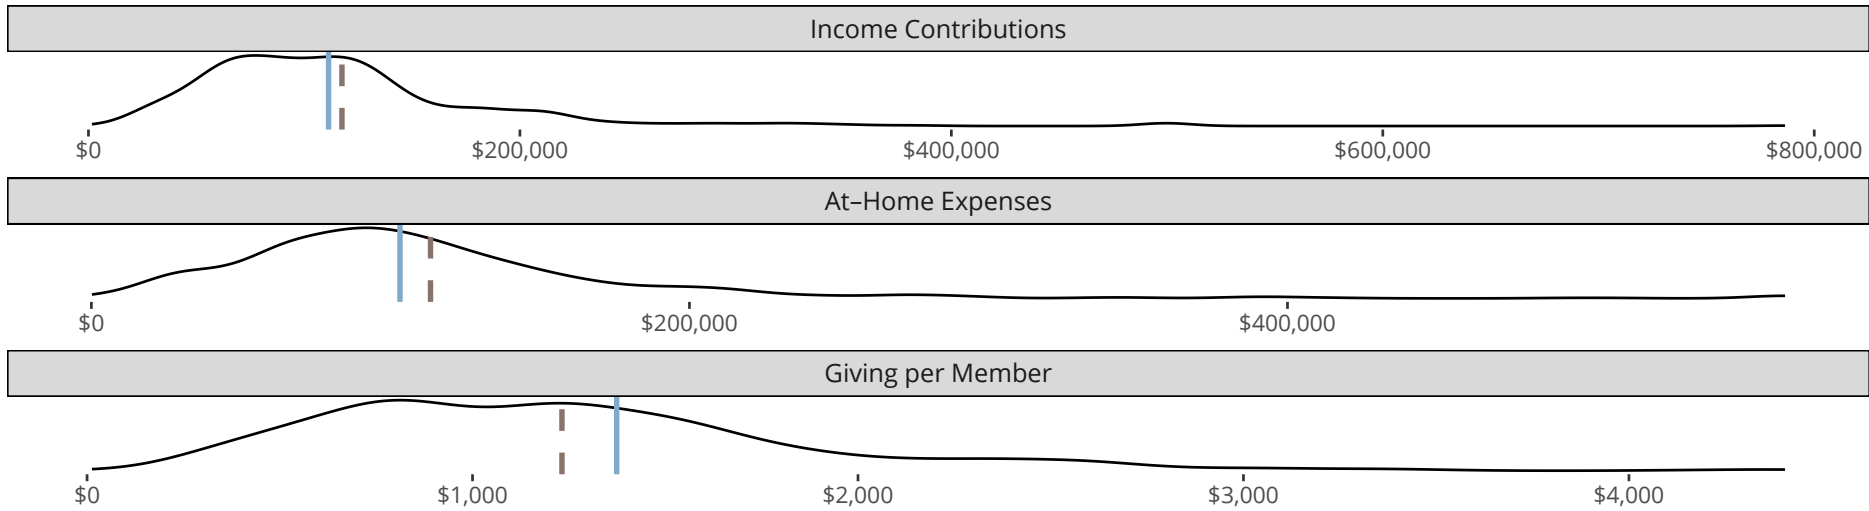 Income Contributions
$0 $200,000 $400,000 $600,000 $800,000
At–Home Expenses
$0 $200,000 $400,000
Giving per Member
$0 $1,000 $2,000 $3,000 $4,000